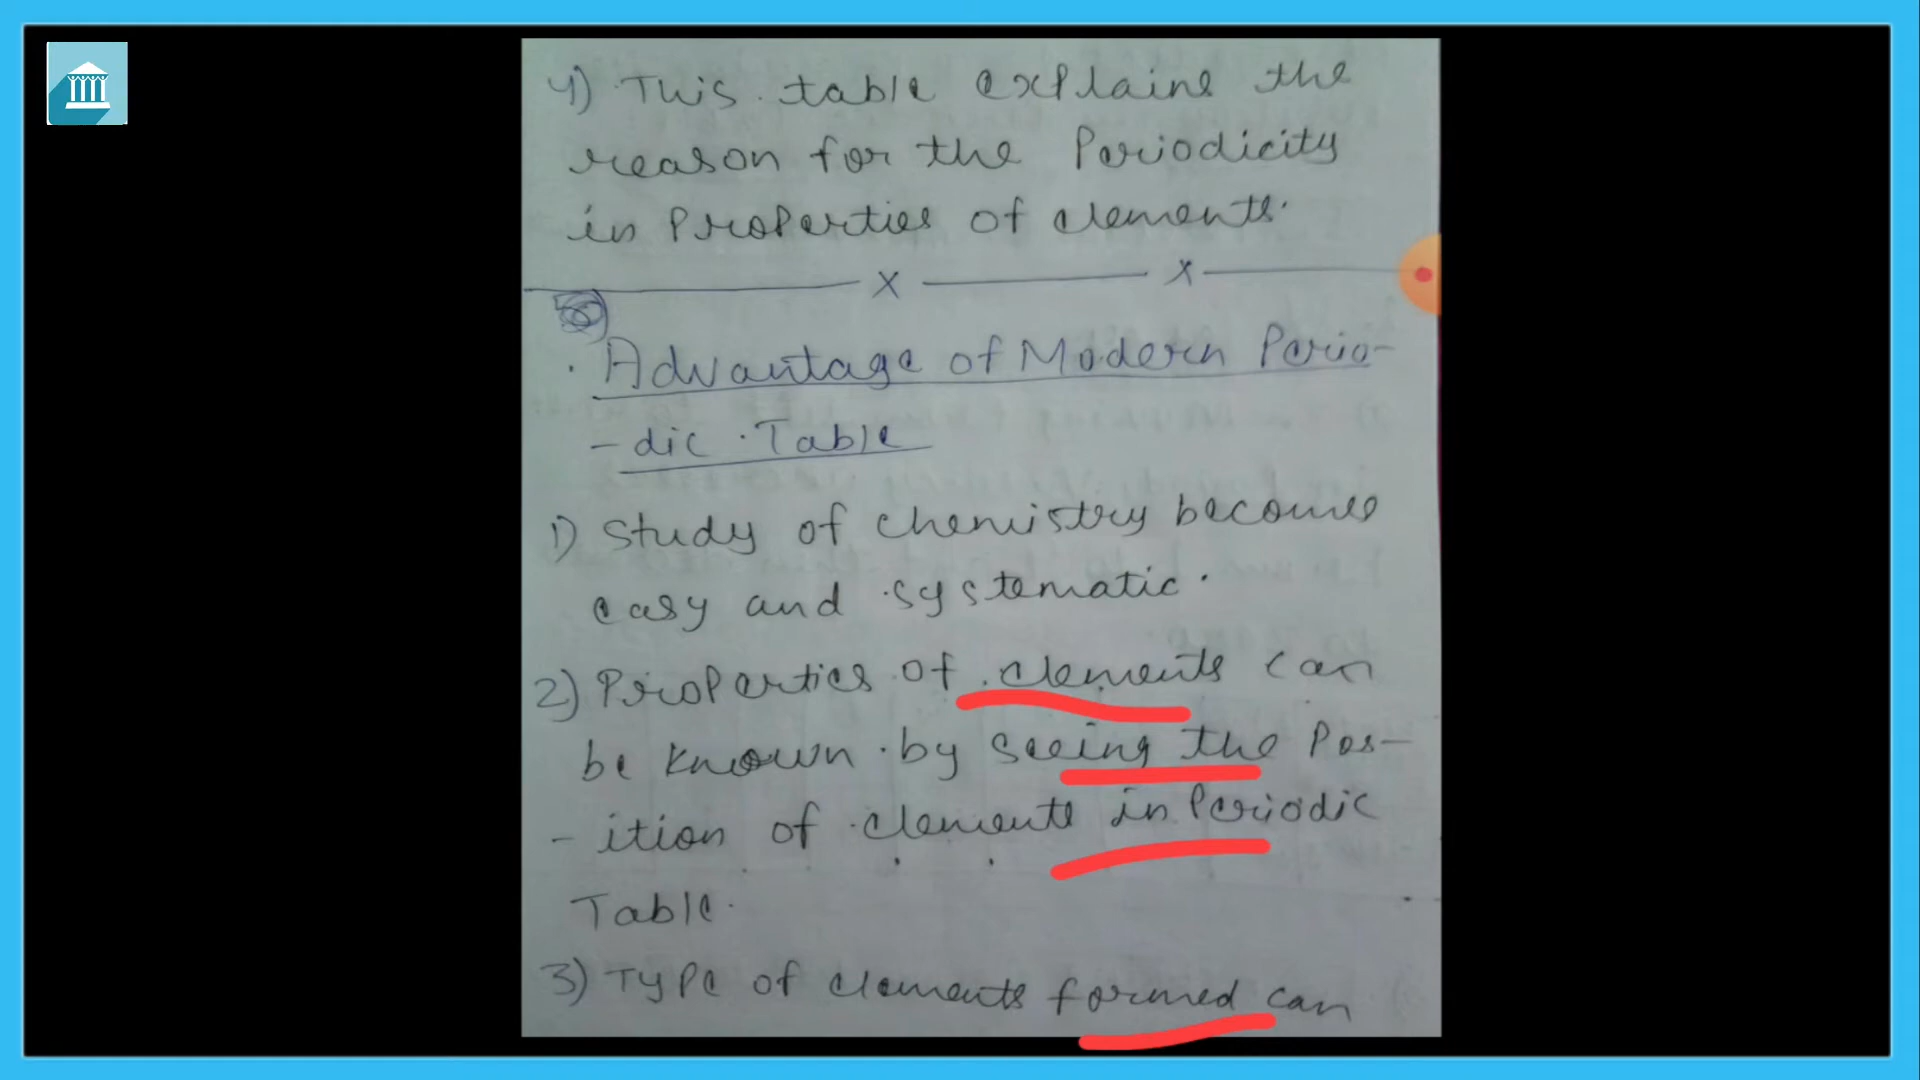 4) This table explains the
reason for the Periodicity
in Properties of elements.
Advantage of Modern Perio-
- dic Table
1) Study of chemistry becomes
easy and systematic.
2) Properties of elements can
be known by seeing the Pos-
- ition of elements in Periodic
Table.
3) Type of elements formed can